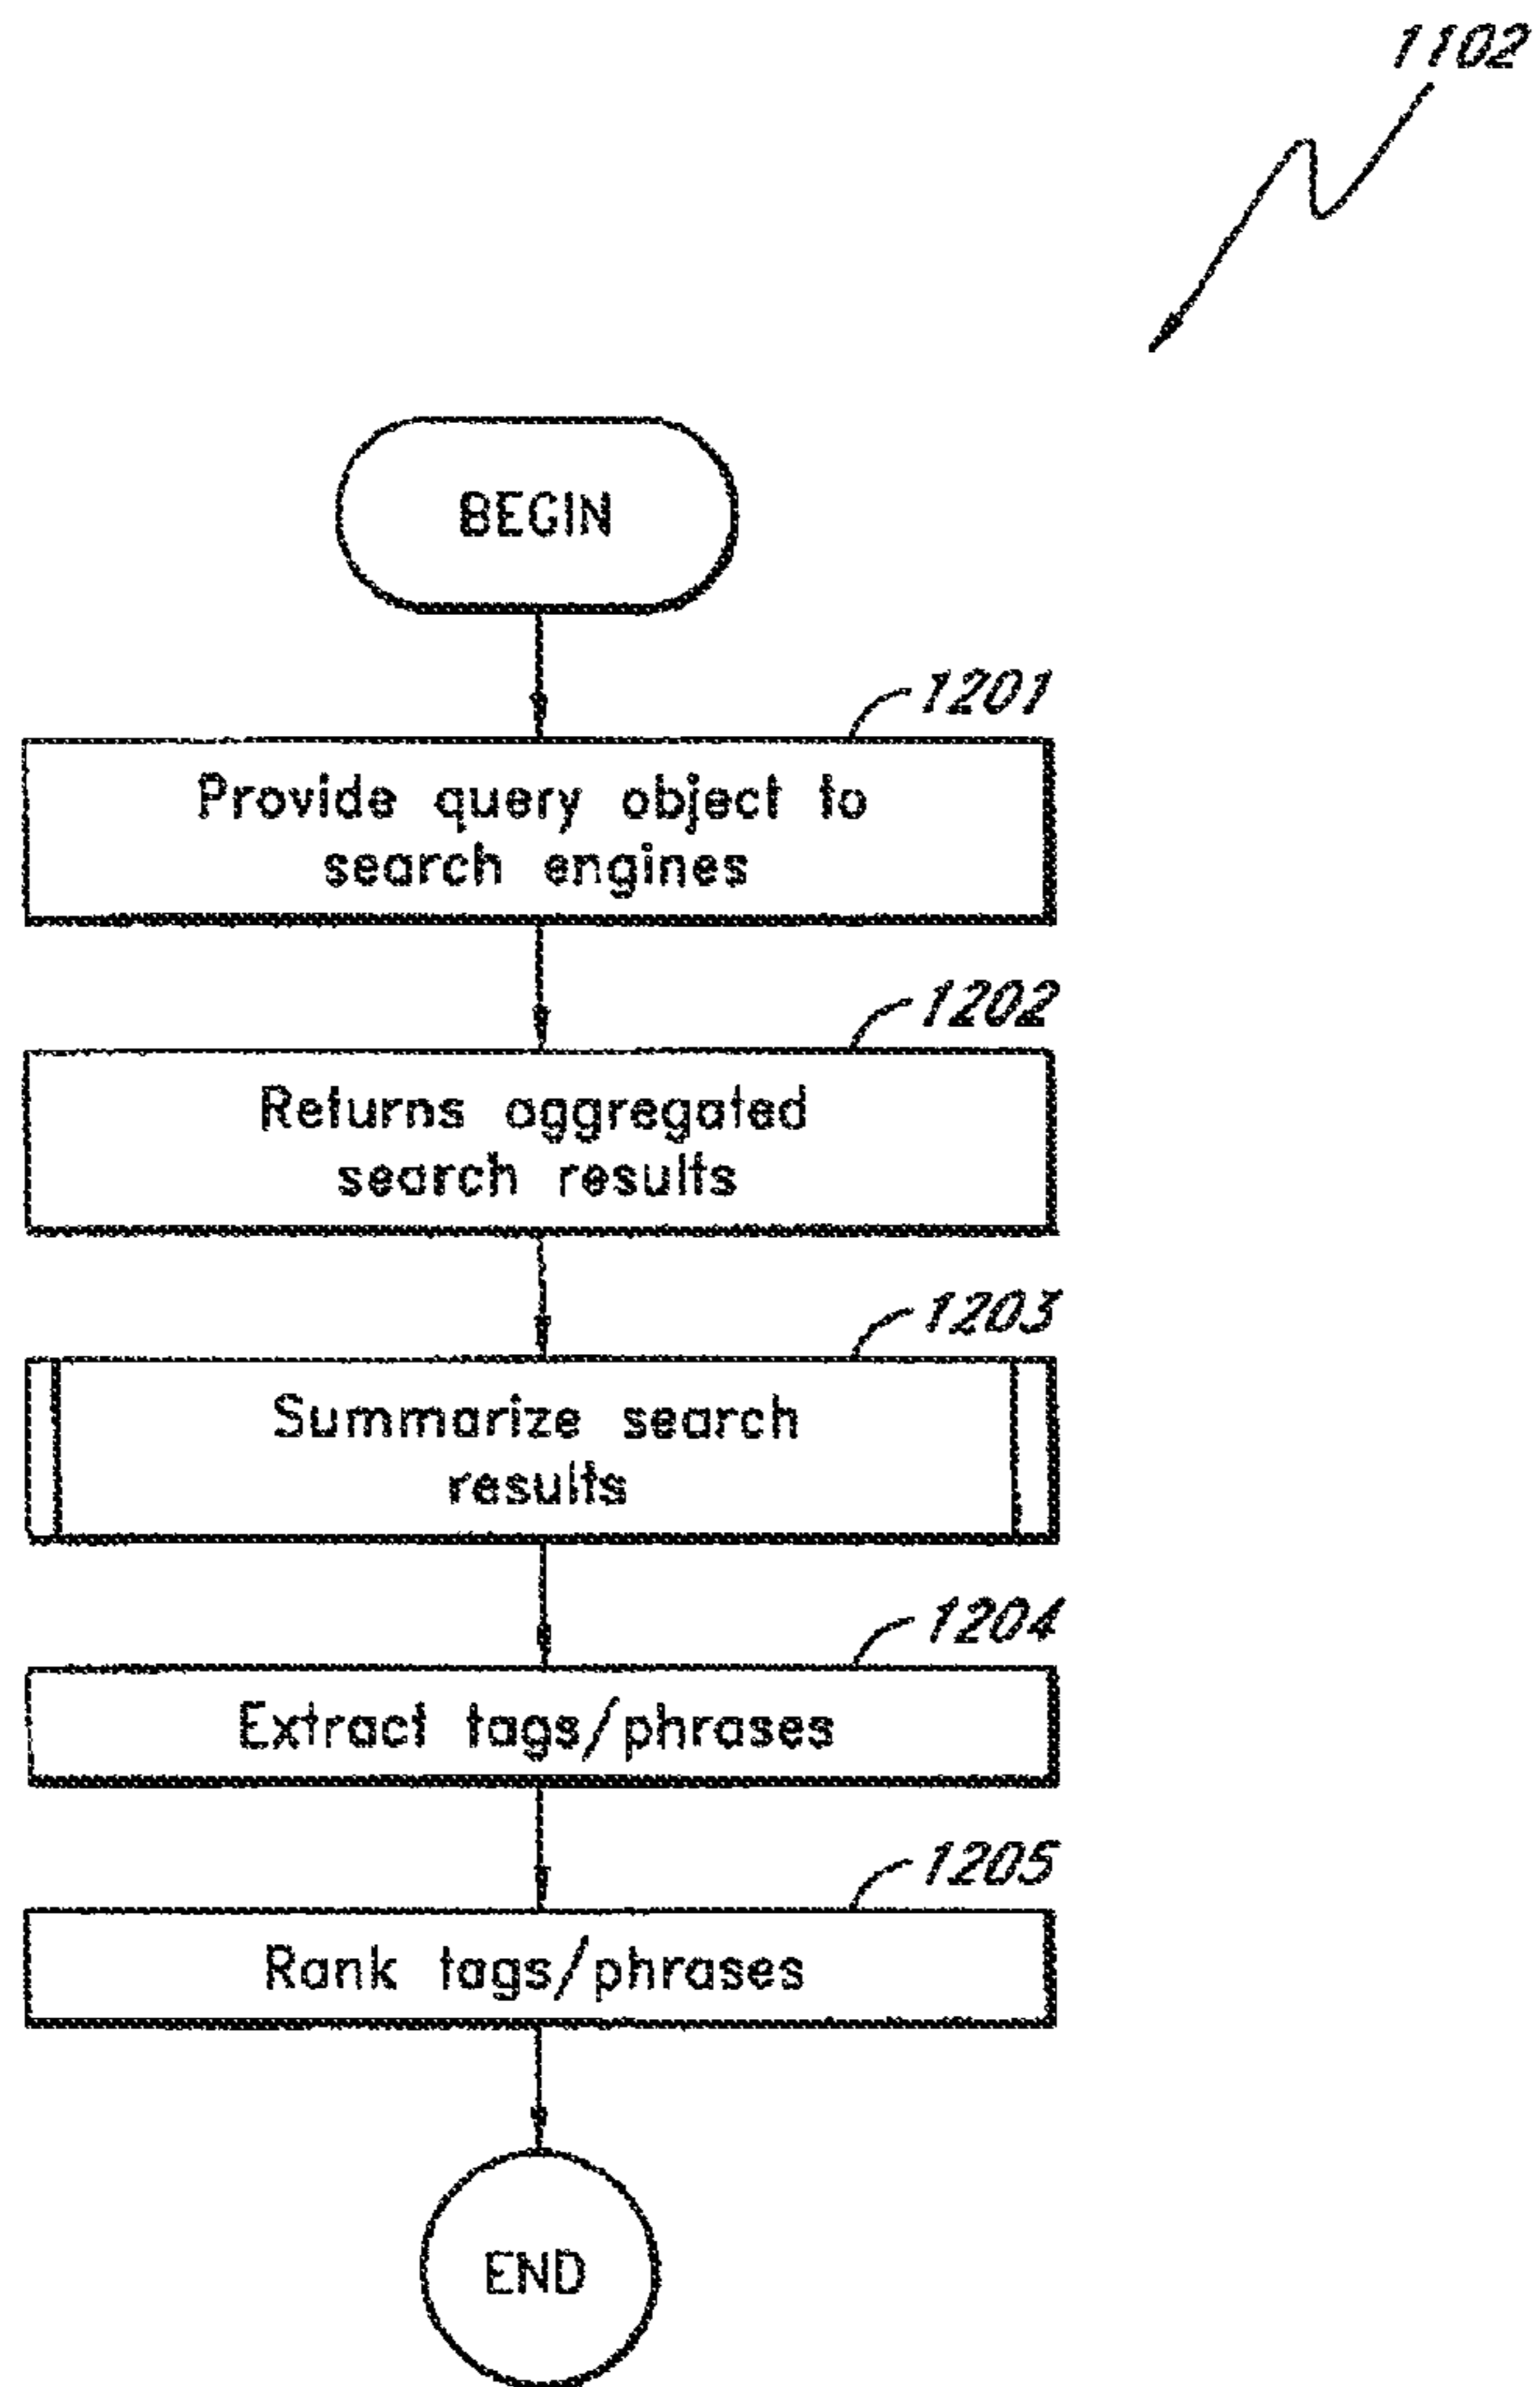 1102
BEGIN
1201
Provide query object to
search engines
1202
Returns aggregated
search results
1203
Summarize search
results
1204
Extract tags/phrases
1205
Rank tags/phrases
END